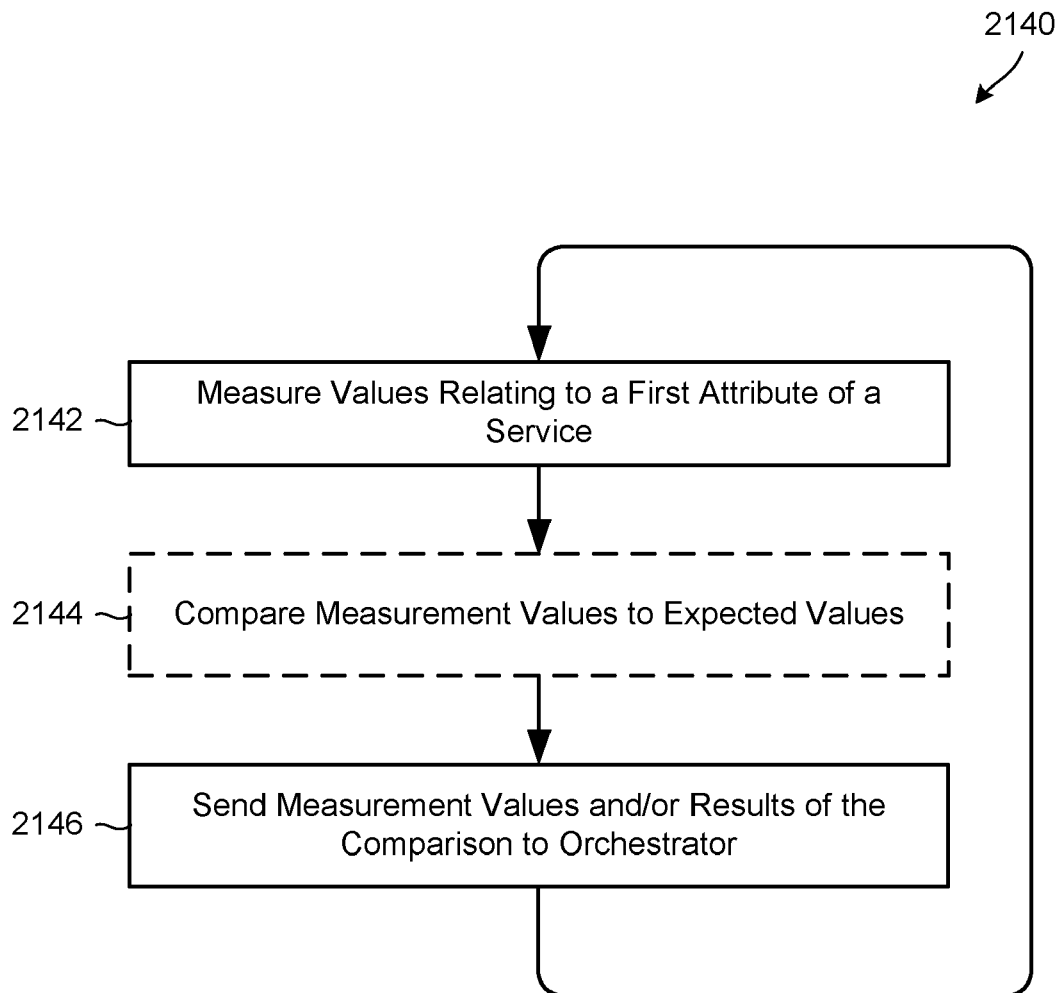 2140
2142
Measure Values Relating to a First Attribute of a
Service
2144
Compare Measurement Values to Expected Values
2146
Send Measurement Values and/or Results of the
Comparison to Orchestrator